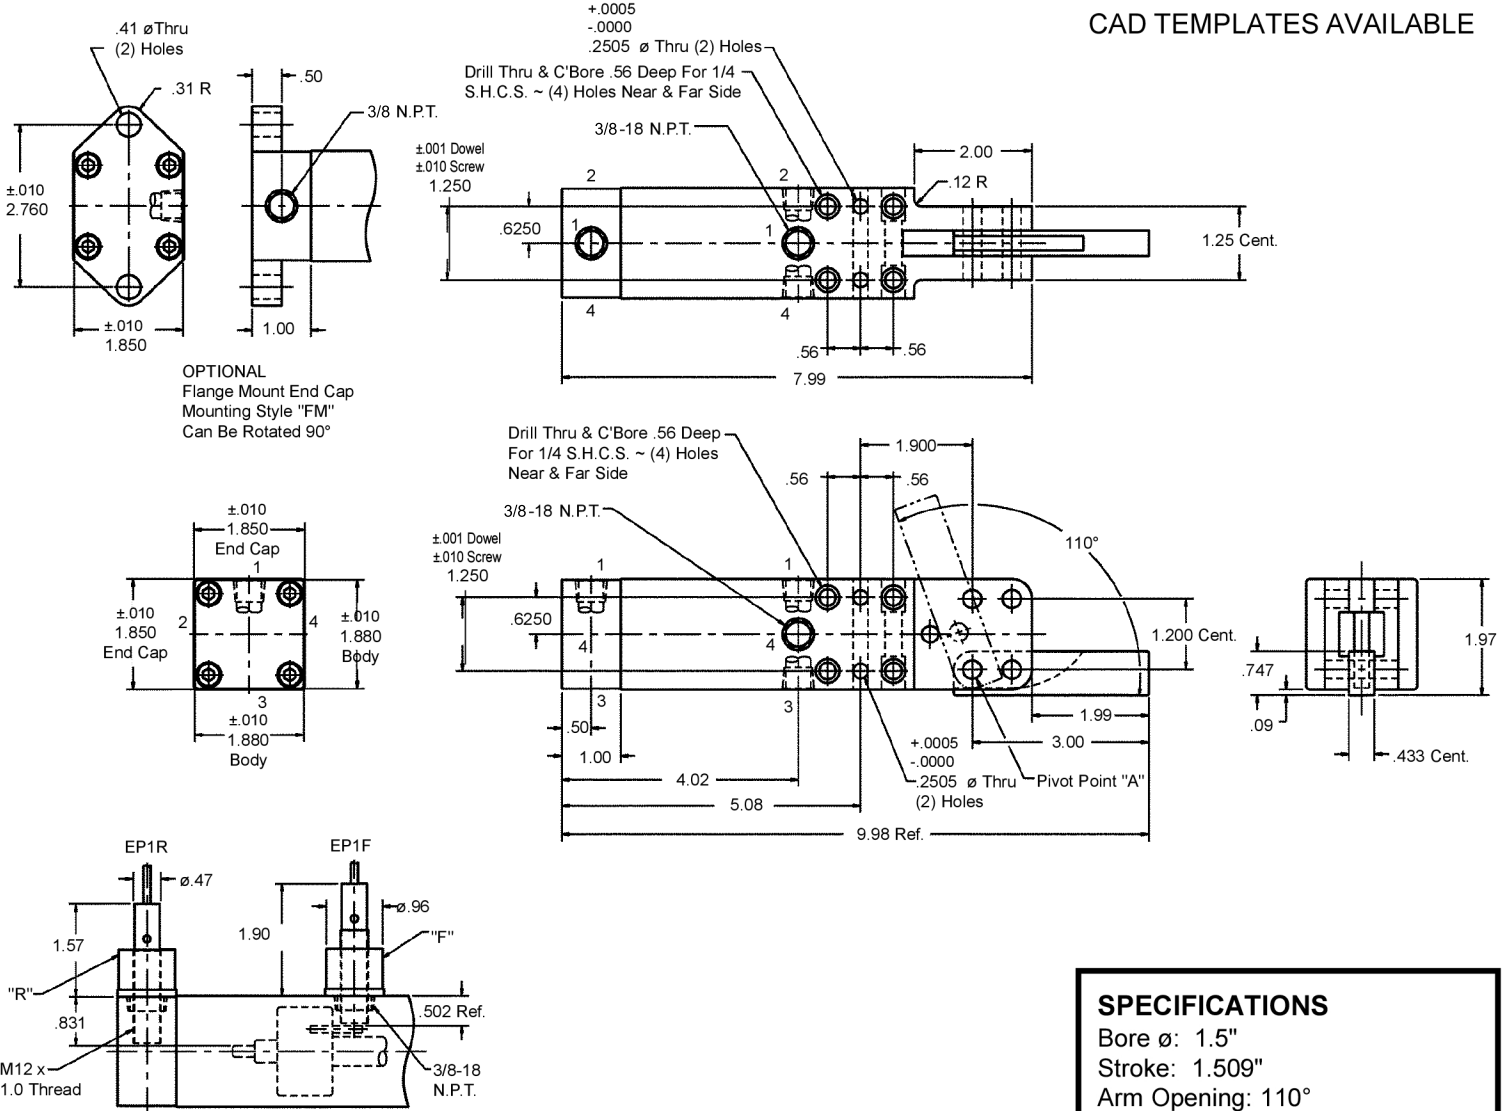 CAD TEMPLATES AVAILABLE
.41 øThru
(2) Holes
.31 R
.50
3/8 N.P.T.
±.010
2.760
±.010
1.850
1.00
OPTIONAL
Flange Mount End Cap
Mounting Style "FM"
Can Be Rotated 90°
+.0005
-.0000
.2505 ø Thru (2) Holes
Drill Thru & C'Bore .56 Deep For 1/4
S.H.C.S. ~ (4) Holes Near & Far Side
3/8-18 N.P.T.
±.001 Dowel
±.010 Screw
1.250
2.00
.12 R
2
2
.6250
1
1
1.25 Cent.
4
4
.56
.56
7.99
Drill Thru & C'Bore .56 Deep
For 1/4 S.H.C.S. ~ (4) Holes
Near & Far Side
1.900
.56
.56
3/8-18 N.P.T.
±.001 Dowel
±.010 Screw
1.250
110°
1
1
.6250
4
4
3
3
1.200 Cent.
.50
1.00
4.02
5.08
9.98 Ref.
1.99
3.00
+.0005
-.0000
.2505 ø Thru
(2) Holes
Pivot Point "A"
1.97
.747
.09
.433 Cent.
±.010
1.850
End Cap
1
±.010
1.850
End Cap
2
4
±.010
1.880
Body
3
±.010
1.880
Body
EP1R
EP1F
ø.47
ø.96
1.57
1.90
"F"
"R"
.831
.502 Ref.
M12 x
1.0 Thread
3/8-18
N.P.T.
SPECIFICATIONS
Bore ø: 1.5"
Stroke: 1.509"
Arm Opening: 110°